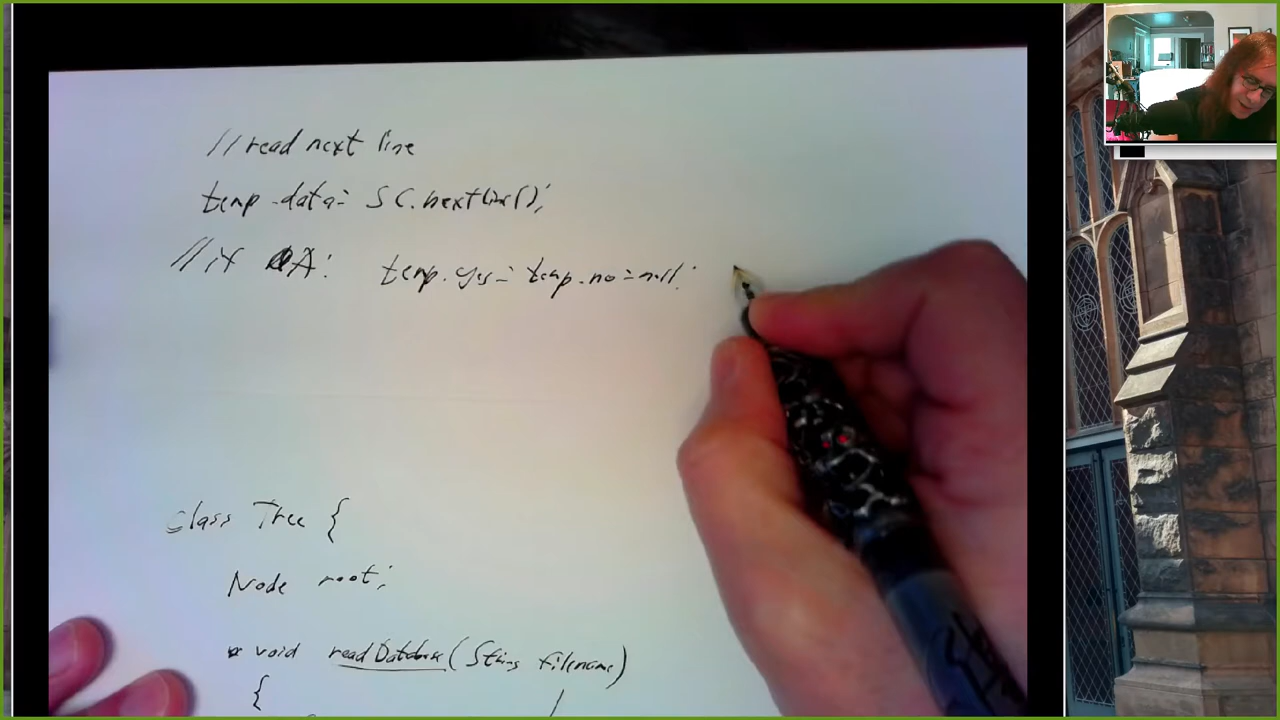 //read next line
temp.data= SC.nextLine();
//if A: temp.yes= temp.no=null;
class Tree {
Node root;
void readDatabase(String filename)
{